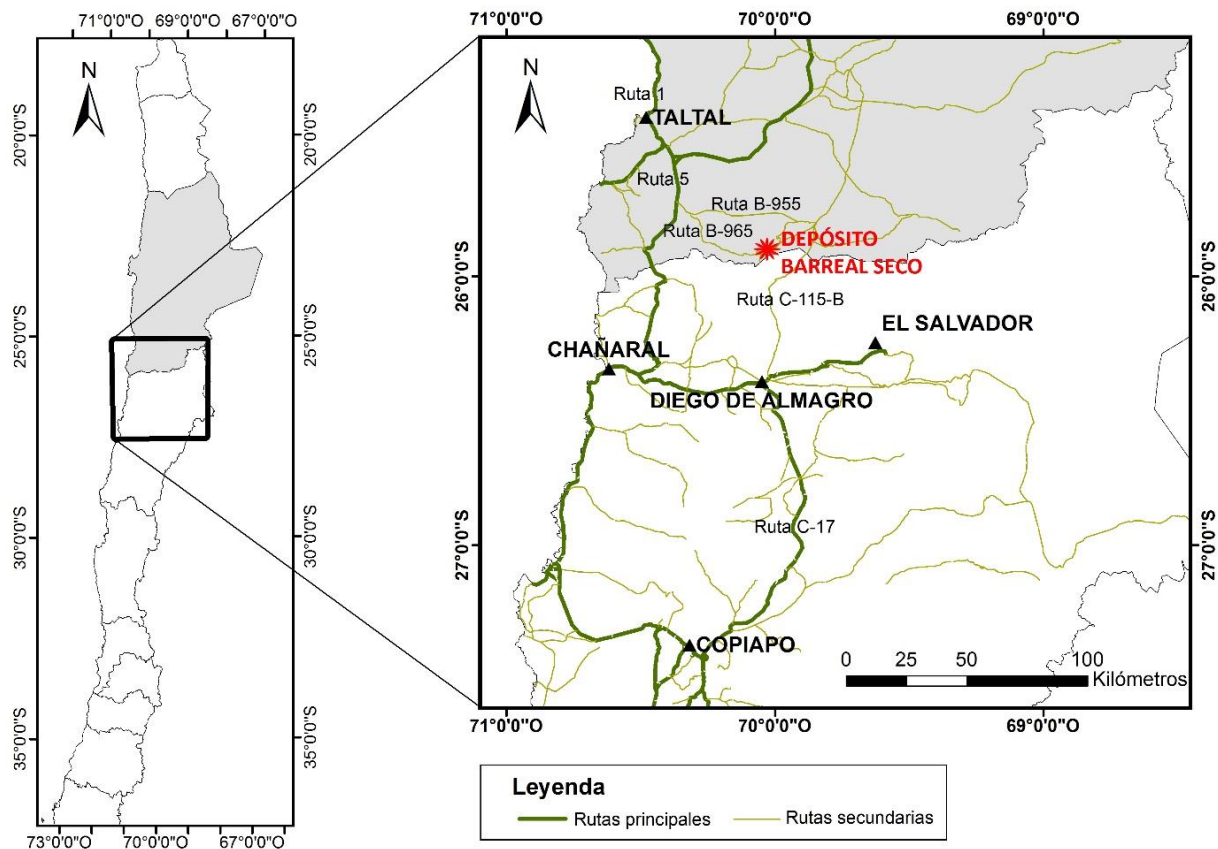 71°0'0"O 69°0'0"O 67°0'0"O
N
20°0'0"S
25°0'0"S
30°0'0"S
35°0'0"S
20°0'0"S
25°0'0"S
30°0'0"S
35°0'0"S
73°0'0"O 70°0'0"O 67°0'0"O
71°0'0"O 70°0'0"O 69°0'0"O
N
Ruta 1
TALTAL
Ruta 5
Ruta B-955
Ruta B-965
DEPÓSITO
BARREAL SECO
26°0'0"S
26°0'0"S
Ruta C-115-B
EL SALVADOR
CHAÑARAL
DIEGO DE ALMAGRO
Ruta C-17
27°0'0"S
27°0'0"S
COPIAPO
0 25 50 100
Kilómetros
71°0'0"O 70°0'0"O 69°0'0"O
Leyenda
Rutas principales
Rutas secundarias